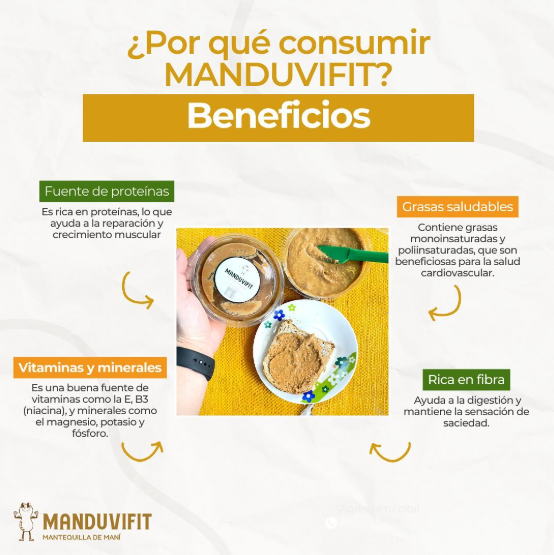 ¿Por qué consumir
MANDUVIFIT?
Beneficios
Fuente de proteínas
Es rica en proteínas, lo que
ayuda a la reparación y
crecimiento muscular
Grasas saludables
Contiene grasas
monoinsaturadas y
poliinsaturadas, que son
beneficiosas para la salud
cardiovascular.
MANDUVIFIT
Vitaminas y minerales
Es una buena fuente de
vitaminas como la E, B3
(niacina), y minerales como
el magnesio, potasio y
fósforo.
Rica en fibra
Ayuda a la digestión y
mantiene la sensación de
saciedad.
MANDUVIFIT
MANTEQUILLA DE MANÍ